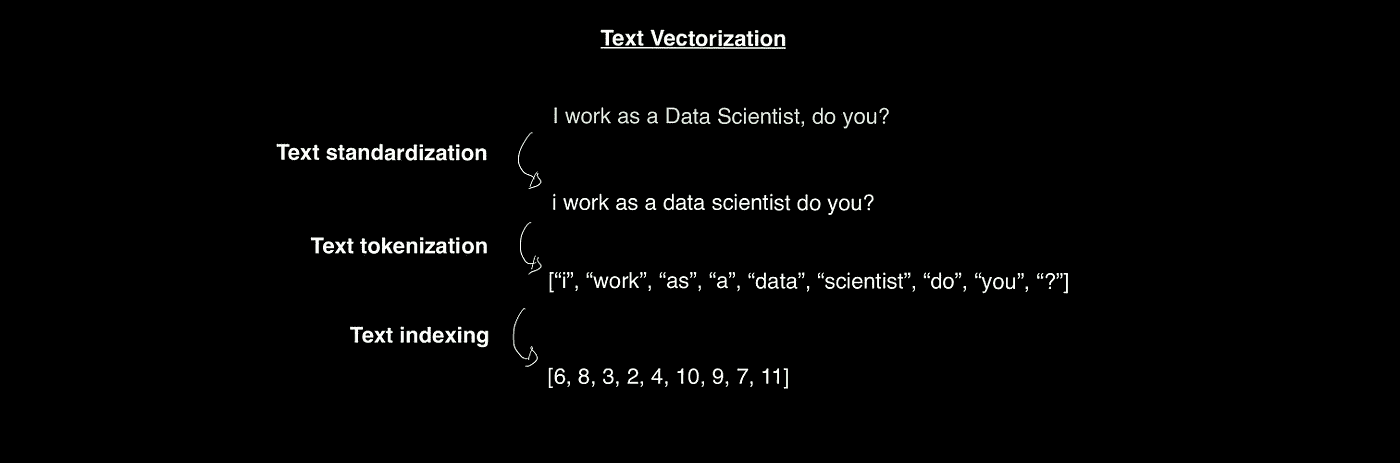 Text Vectorization
I work as a Data Scientist, do you?
Text standardization
i work as a data scientist do you?
Text tokenization
[“i”, “work”, “as”, “a”, “data”, “scientist”, “do”, “you”, “?”]
Text indexing
[6, 8, 3, 2, 4, 10, 9, 7, 11]